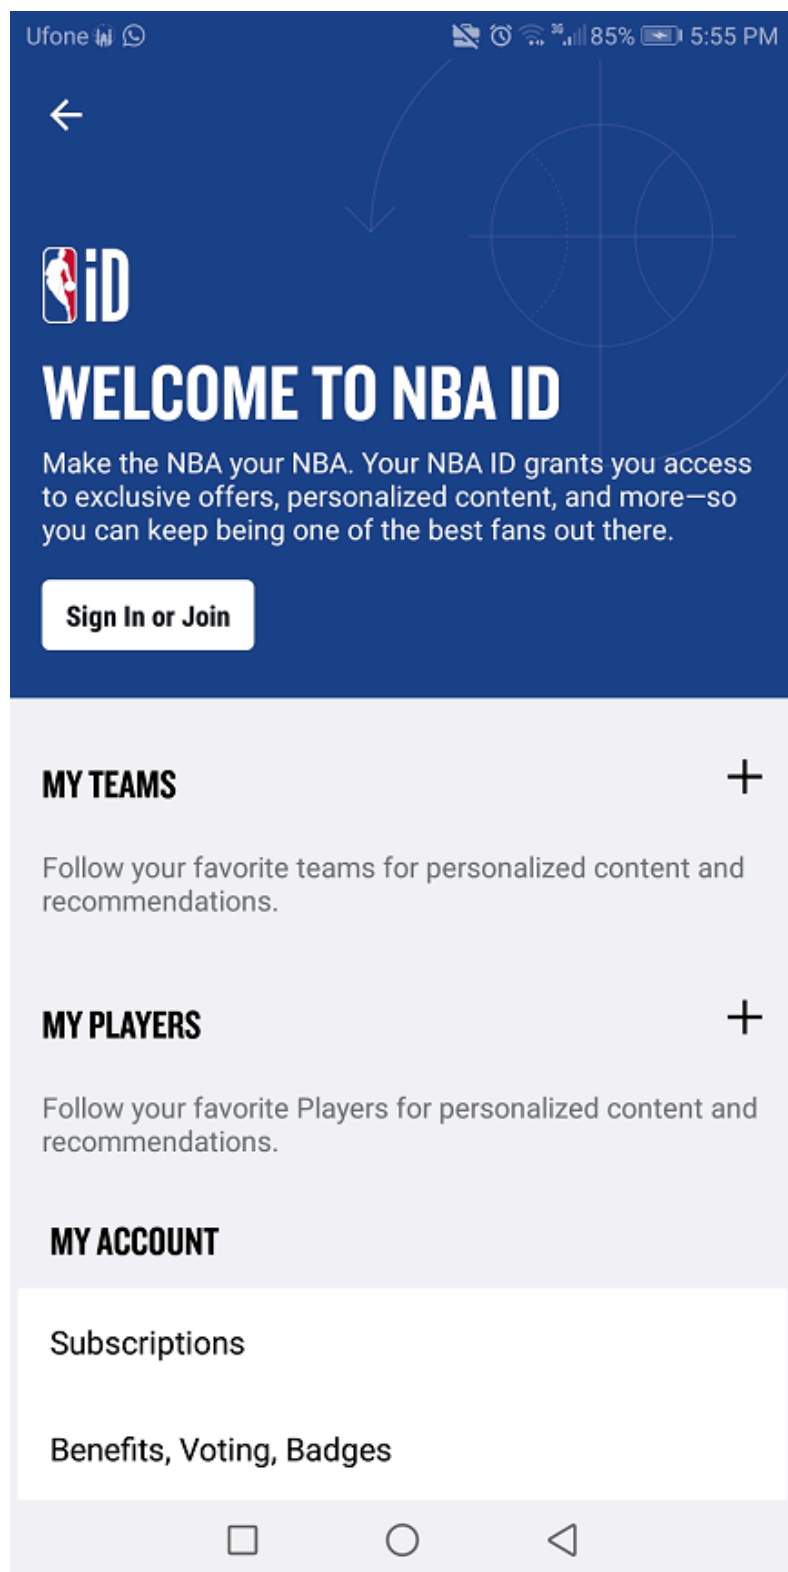 Ufone 85% 5:55 PM
iD
WELCOME TO NBA ID
Make the NBA your NBA. Your NBA ID grants you access
to exclusive offers, personalized content, and more—so
you can keep being one of the best fans out there.
Sign In or Join
MY TEAMS
Follow your favorite teams for personalized content and
recommendations.
MY PLAYERS
Follow your favorite Players for personalized content and
recommendations.
MY ACCOUNT
Subscriptions
Benefits, Voting, Badges